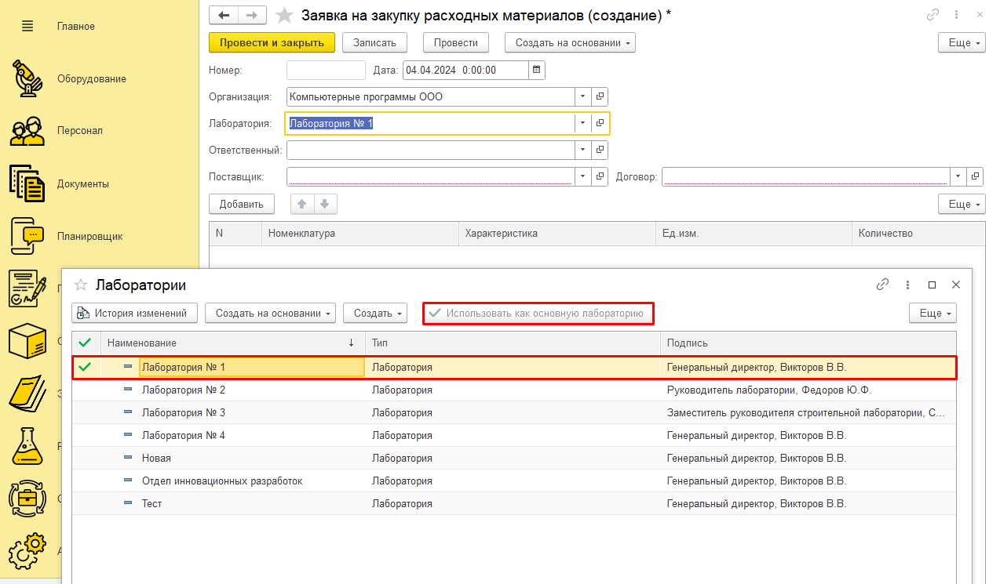 Главное
Оборудование
Персонал
Документы
Планировщик
Заявка на закупку расходных материалов (создание) *
Провести и закрыть Записать Провести Создать на основании Еще
Номер: Дата: 04.04.2024 0:00:00
Организация: Компьютерные программы ООО
Лаборатория: Лаборатория № 1
Ответственный:
Поставщик: Договор:
Добавить Еще
N Номенклатура Характеристика Ед.изм. Количество
Лаборатории
История изменений Создать на основании Создать Использовать как основную лабораторию Еще
Наименование ↓ Тип Подпись
Лаборатория № 1 Лаборатория Генеральный директор, Викторов В.В.
Лаборатория № 2 Лаборатория Руководитель лаборатории, Федоров Ю.Ф.
Лаборатория № 3 Лаборатория Заместитель руководителя строительной лаборатории, С...
Лаборатория № 4 Лаборатория Генеральный директор, Викторов В.В.
Новая Лаборатория Генеральный директор, Викторов В.В.
Отдел инновационных разработок Лаборатория Генеральный директор, Викторов В.В.
Тест Лаборатория Генеральный директор, Викторов В.В.